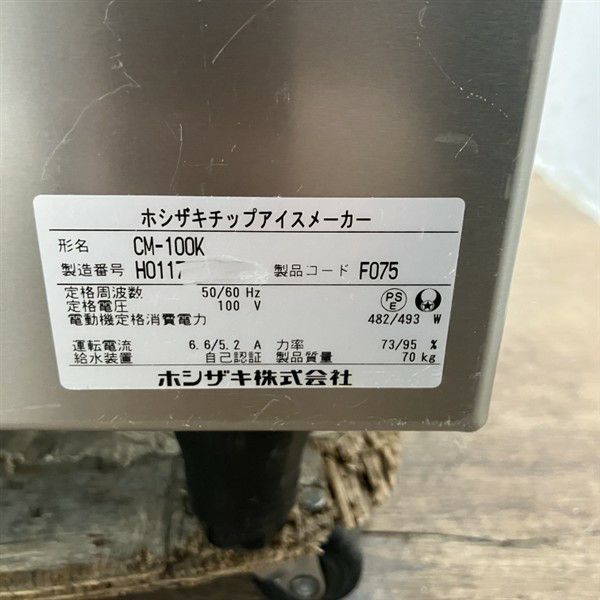 ホシザキチップアイスメーカー
形名 CM-100K
製造番号 H0117 製品コード F075
定格周波数 50/60 Hz
定格電圧 100 V
PS E
電動機定格消費電力 482/493 W
運転電流 6.6/5.2 A 力率 73/95 %
給水装置 自己認証 製品質量 70 kg
ホシザキ株式会社